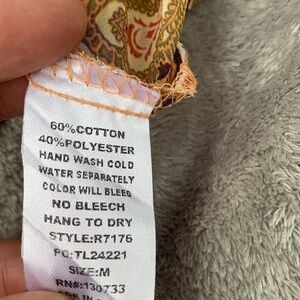 60%COTTON
40%POLYESTER
HAND WASH COLD
WATER SEPARATELY
COLOR WILL BLEED
NO BLEECH
HANG TO DRY
STYLE:R7176
PO:TL24221
SIZE:M
RN#:130733